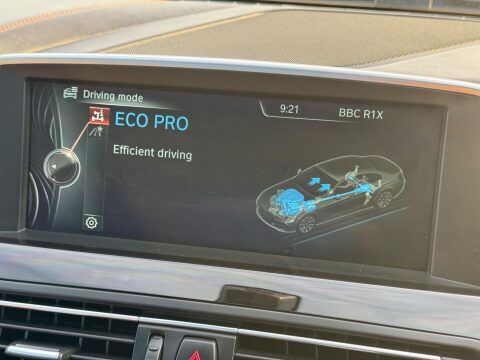 Driving mode
9:21
BBC R1X
ECO PRO
Efficient driving